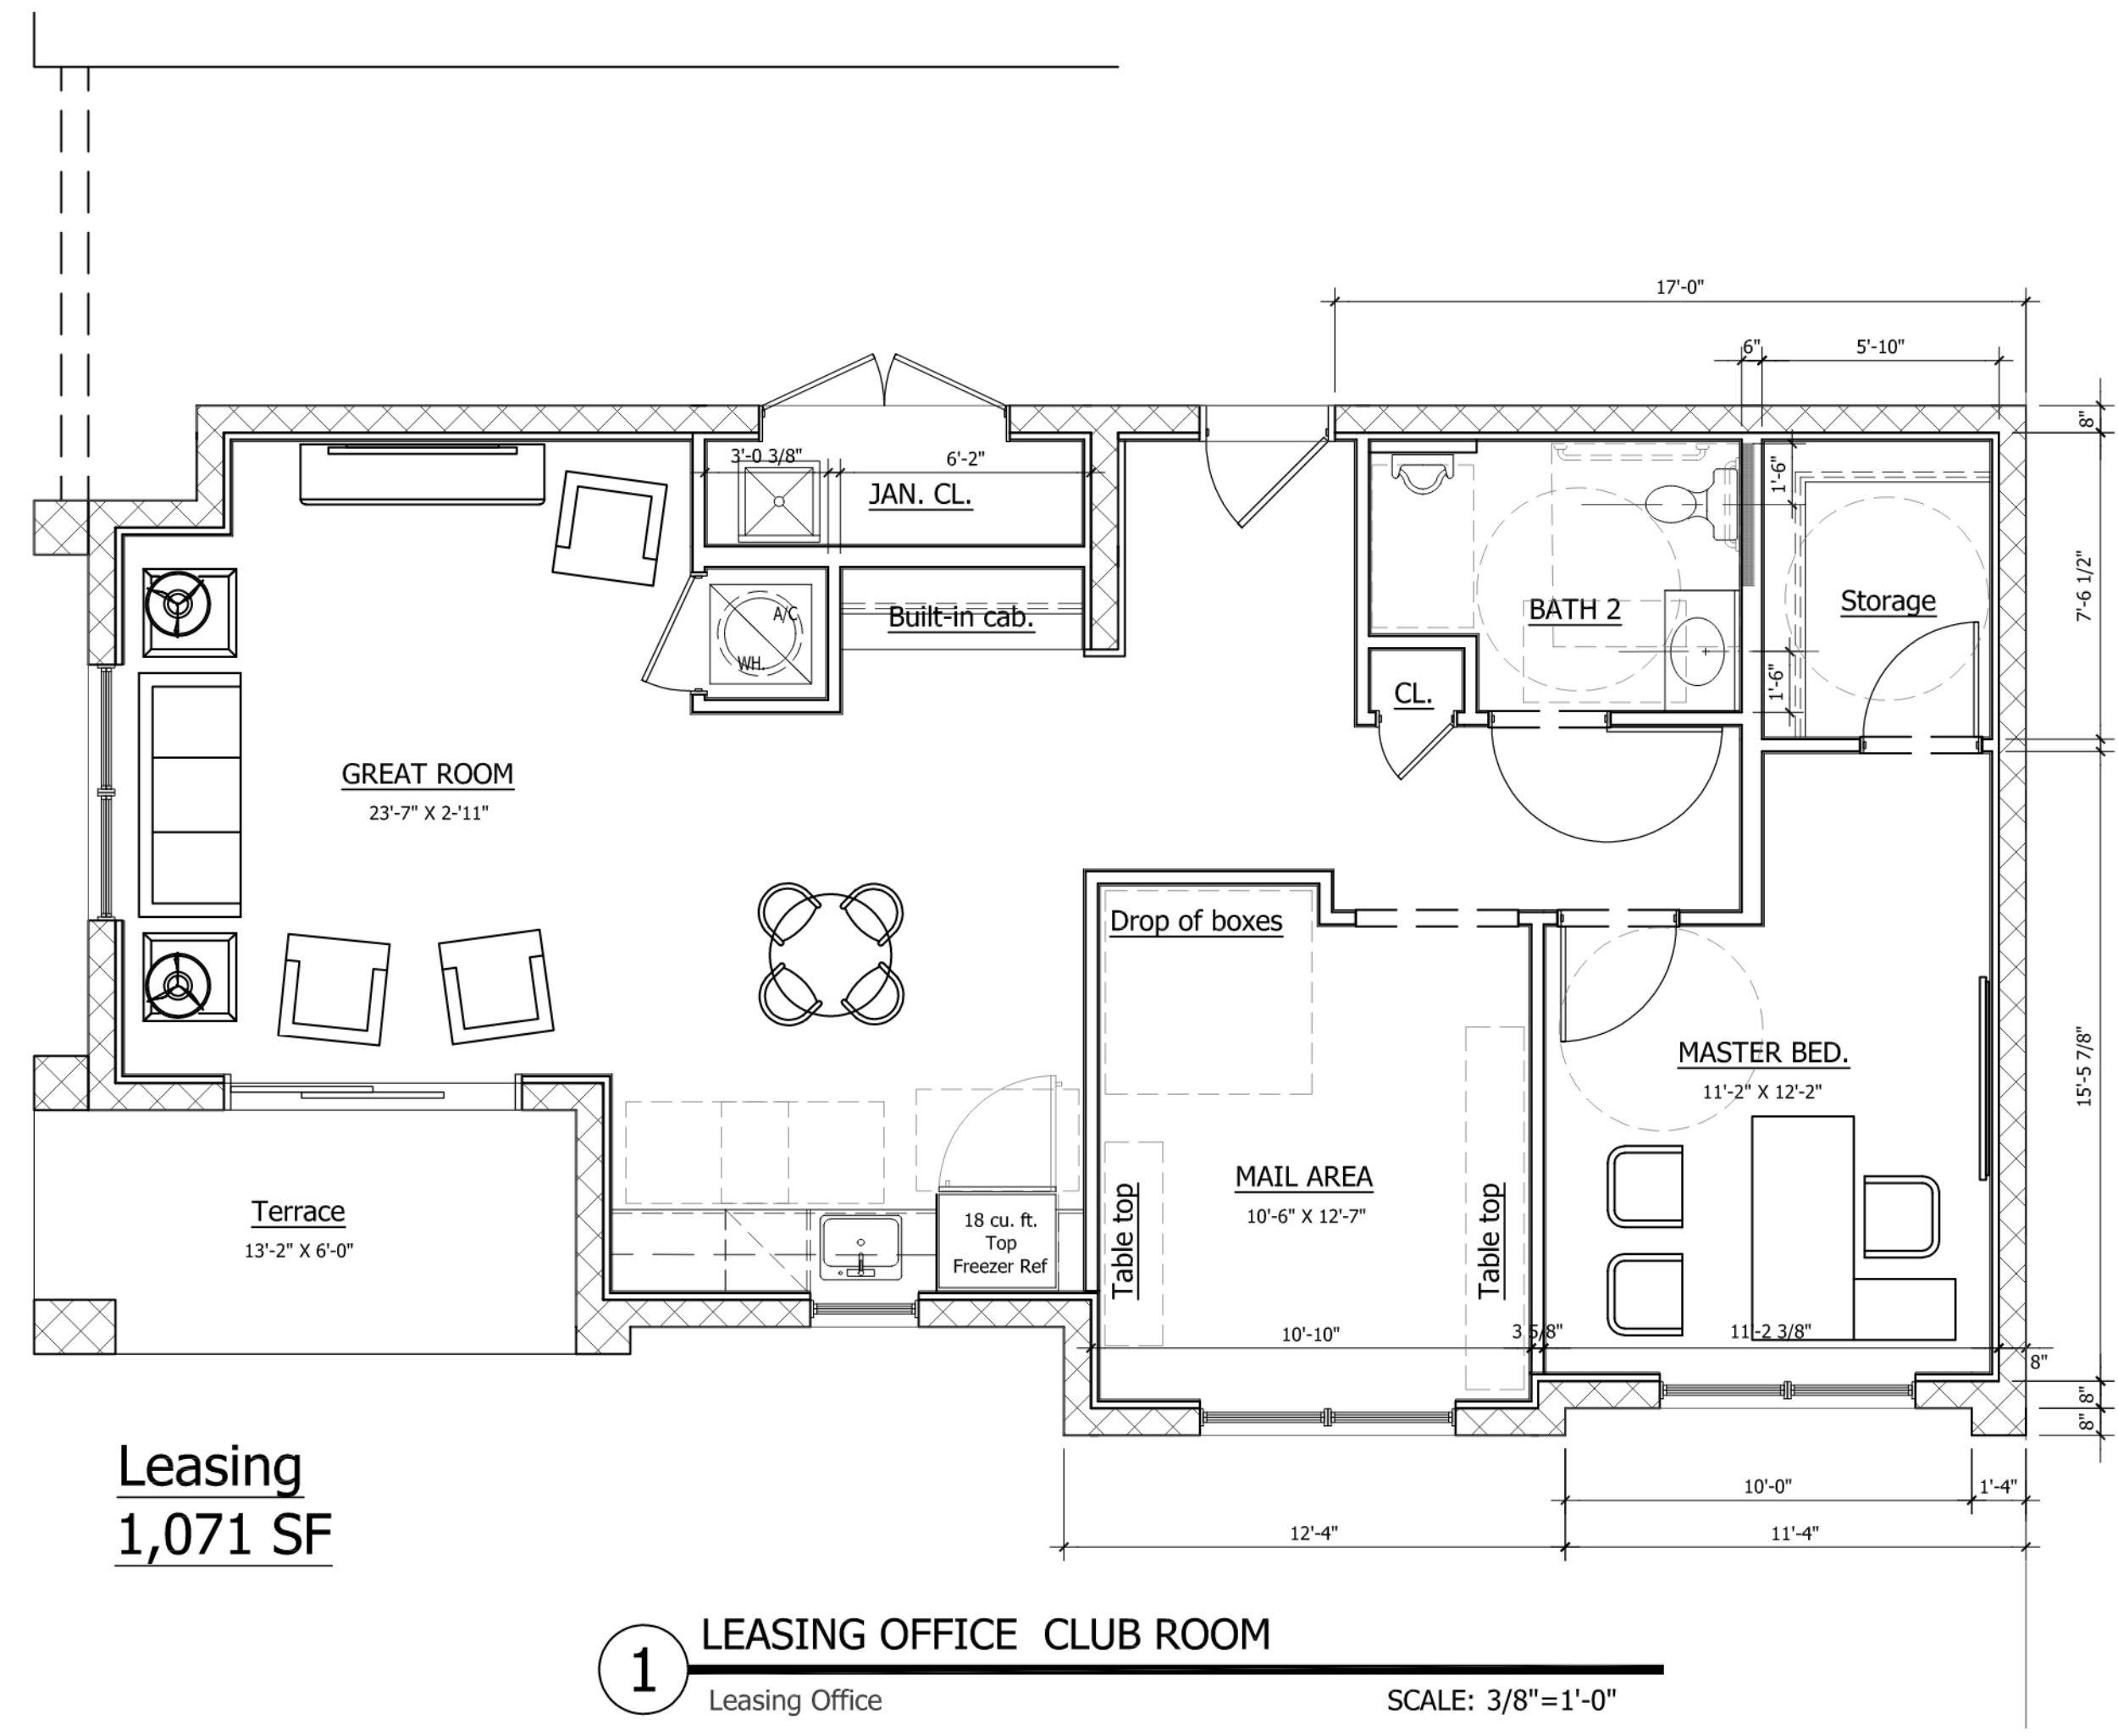 17'-0"
6"
5'-10"
8"
3'-0 3/8"
6'-2"
JAN. CL.
1'-6"
A/C
WH.
Built-in cab.
BATH 2
Storage
7'-6 1/2"
CL.
1'-6"
GREAT ROOM
23'-7" X 2-'11"
Drop of boxes
MASTER BED.
11'-2" X 12'-2"
15'-5 7/8"
Terrace
13'-2" X 6'-0"
18 cu. ft.
Top
Freezer Ref
Table top
MAIL AREA
10'-6" X 12'-7"
Table top
10'-10"
3 5/8"
11'-2 3/8"
8"
8"
8"
Leasing
1,071 SF
10'-0"
1'-4"
12'-4"
11'-4"
1
LEASING OFFICE CLUB ROOM
Leasing Office
SCALE: 3/8"=1'-0"